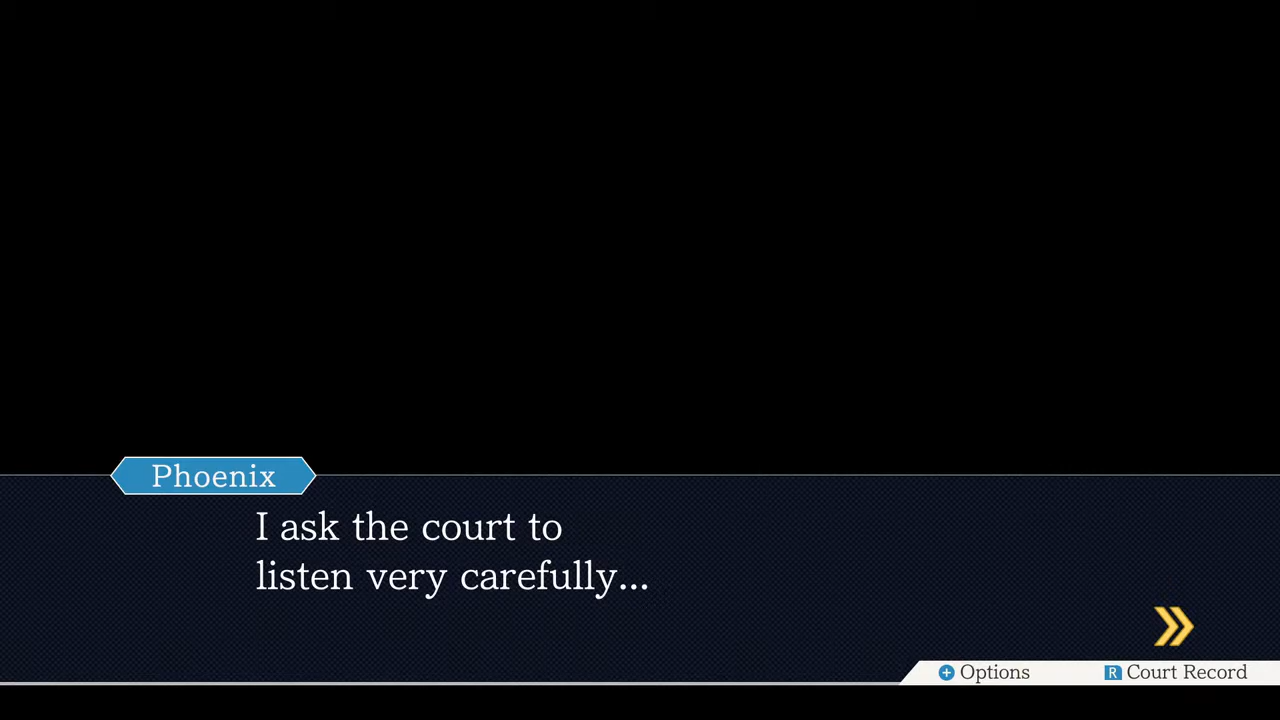 Phoenix
I ask the court to
listen very carefully...
+ Options
R Court Record